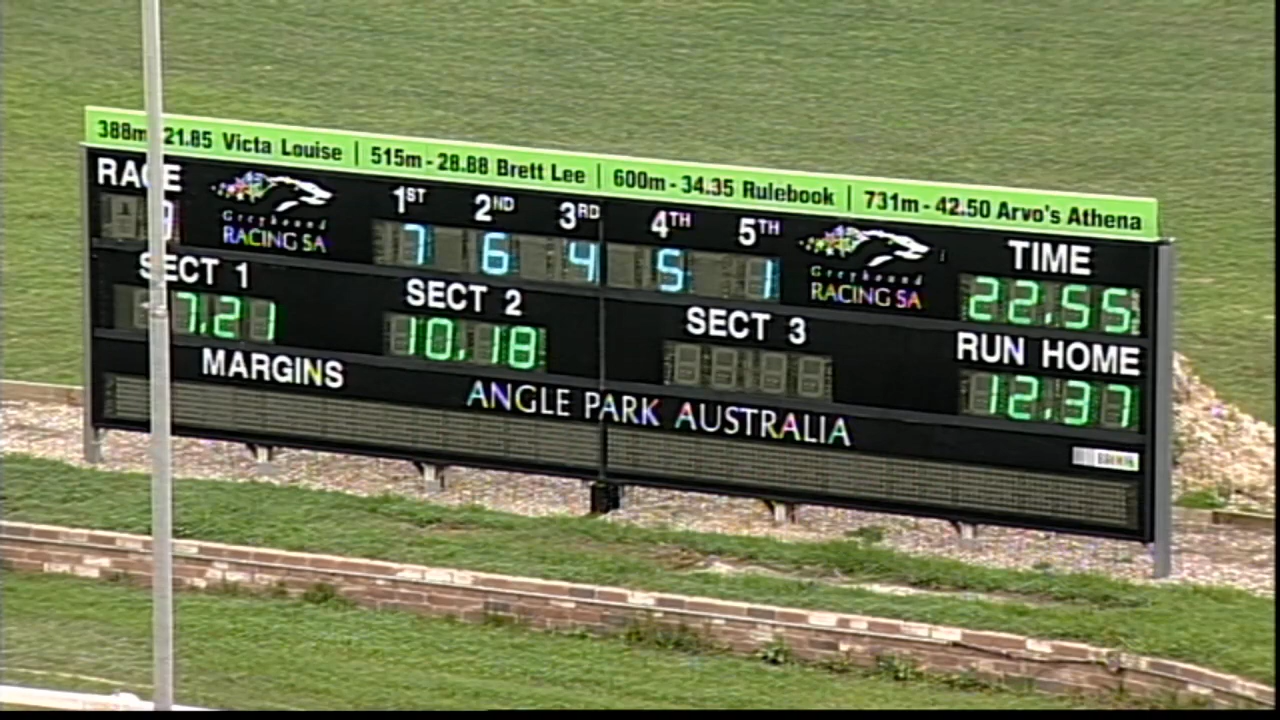 388m 21.85 Victa Louise | 515m - 28.88 Brett Lee | 600m - 34.35 Rulebook | 731m - 42.50 Arvo's Athena
RACE
Greyhound
RACING SA
1ST 2ND 3RD 4TH 5TH
7 6 4 5 1
Greyhound
RACING SA
TIME
22.55
SECT 1
7.21
SECT 2
10.18
SECT 3
RUN HOME
12.37
MARGINS
ANGLE PARK AUSTRALIA